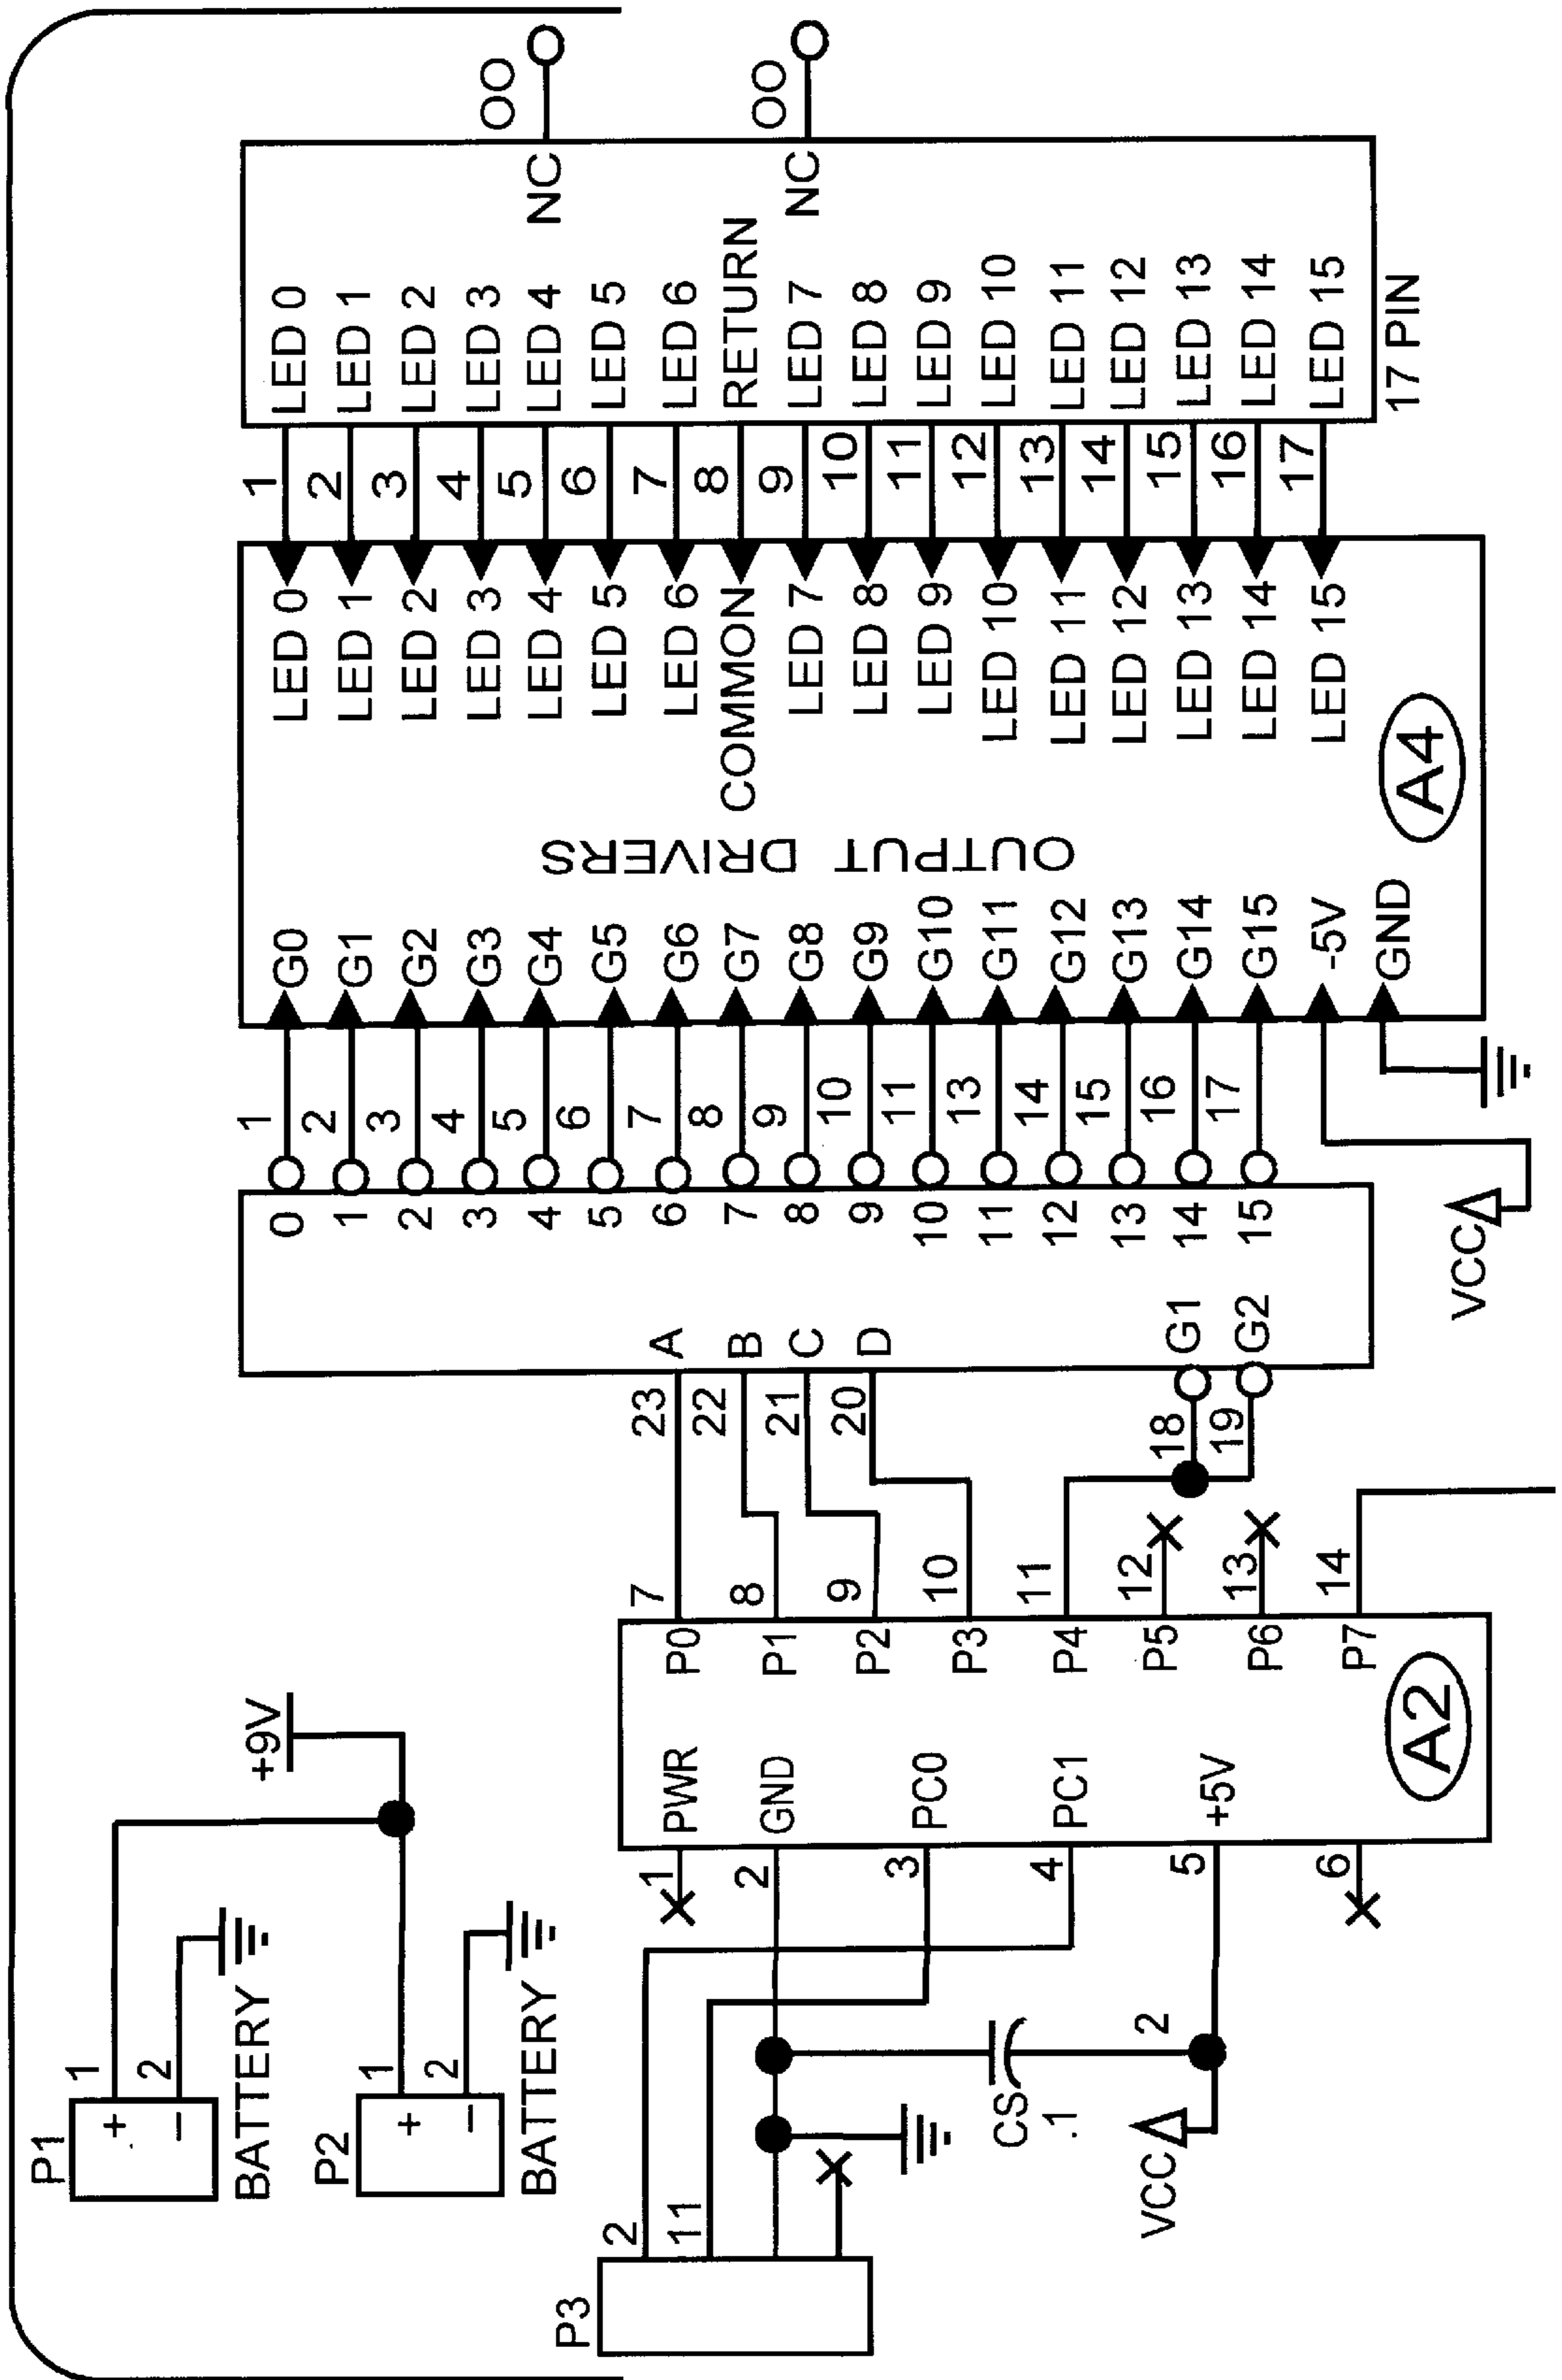 P1
+
−
1
2
BATTERY
P2
+
−
1
2
BATTERY
+9V
P3
2
11
CS
.1
2
VCC
1
2
3
4
5
6
PWR
GND
PC0
PC1
+5V
P0
P1
P2
P3
P4
P5
P6
P7
A2
7
8
9
10
11
12
13
14
23
22
21
20
18
19
A
B
C
D
G1
G2
0
1
2
3
4
5
6
7
8
9
10
11
12
13
14
15
1
2
3
4
5
6
7
8
9
10
11
13
14
15
16
17
VCC
G0
G1
G2
G3
G4
G5
G6
G7
G8
G9
G10
G11
G12
G13
G14
G15
-5V
GND
OUTPUT DRIVERS
A4
LED 0
LED 1
LED 2
LED 3
LED 4
LED 5
LED 6
COMMON
LED 7
LED 8
LED 9
LED 10
LED 11
LED 12
LED 13
LED 14
LED 15
1
2
3
4
5
6
7
8
9
10
11
12
13
14
15
16
17
LED 0
LED 1
LED 2
LED 3
LED 4
LED 5
LED 6
RETURN
LED 7
LED 8
LED 9
LED 10
LED 11
LED 12
LED 13
LED 14
LED 15
17 PIN
NC
OO
NC
OO